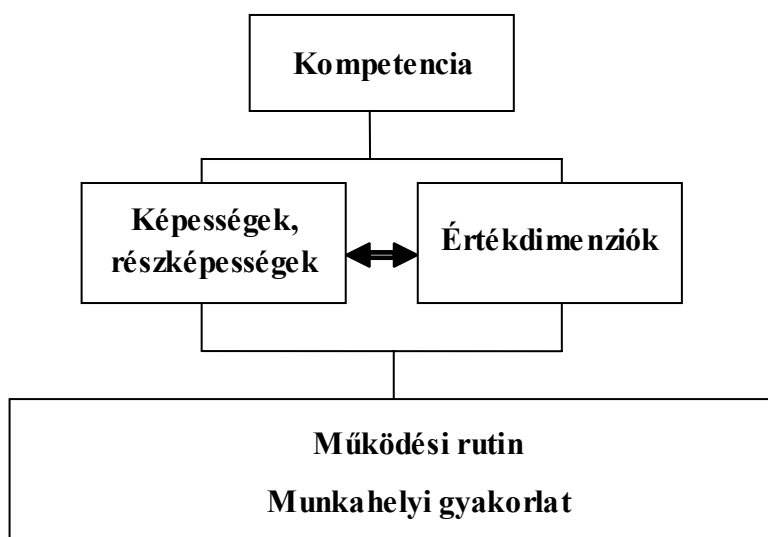 Kompetencia
Képességek,
részképességek
Értékdimenziók
Működési rutin
Munkahelyi gyakorlat